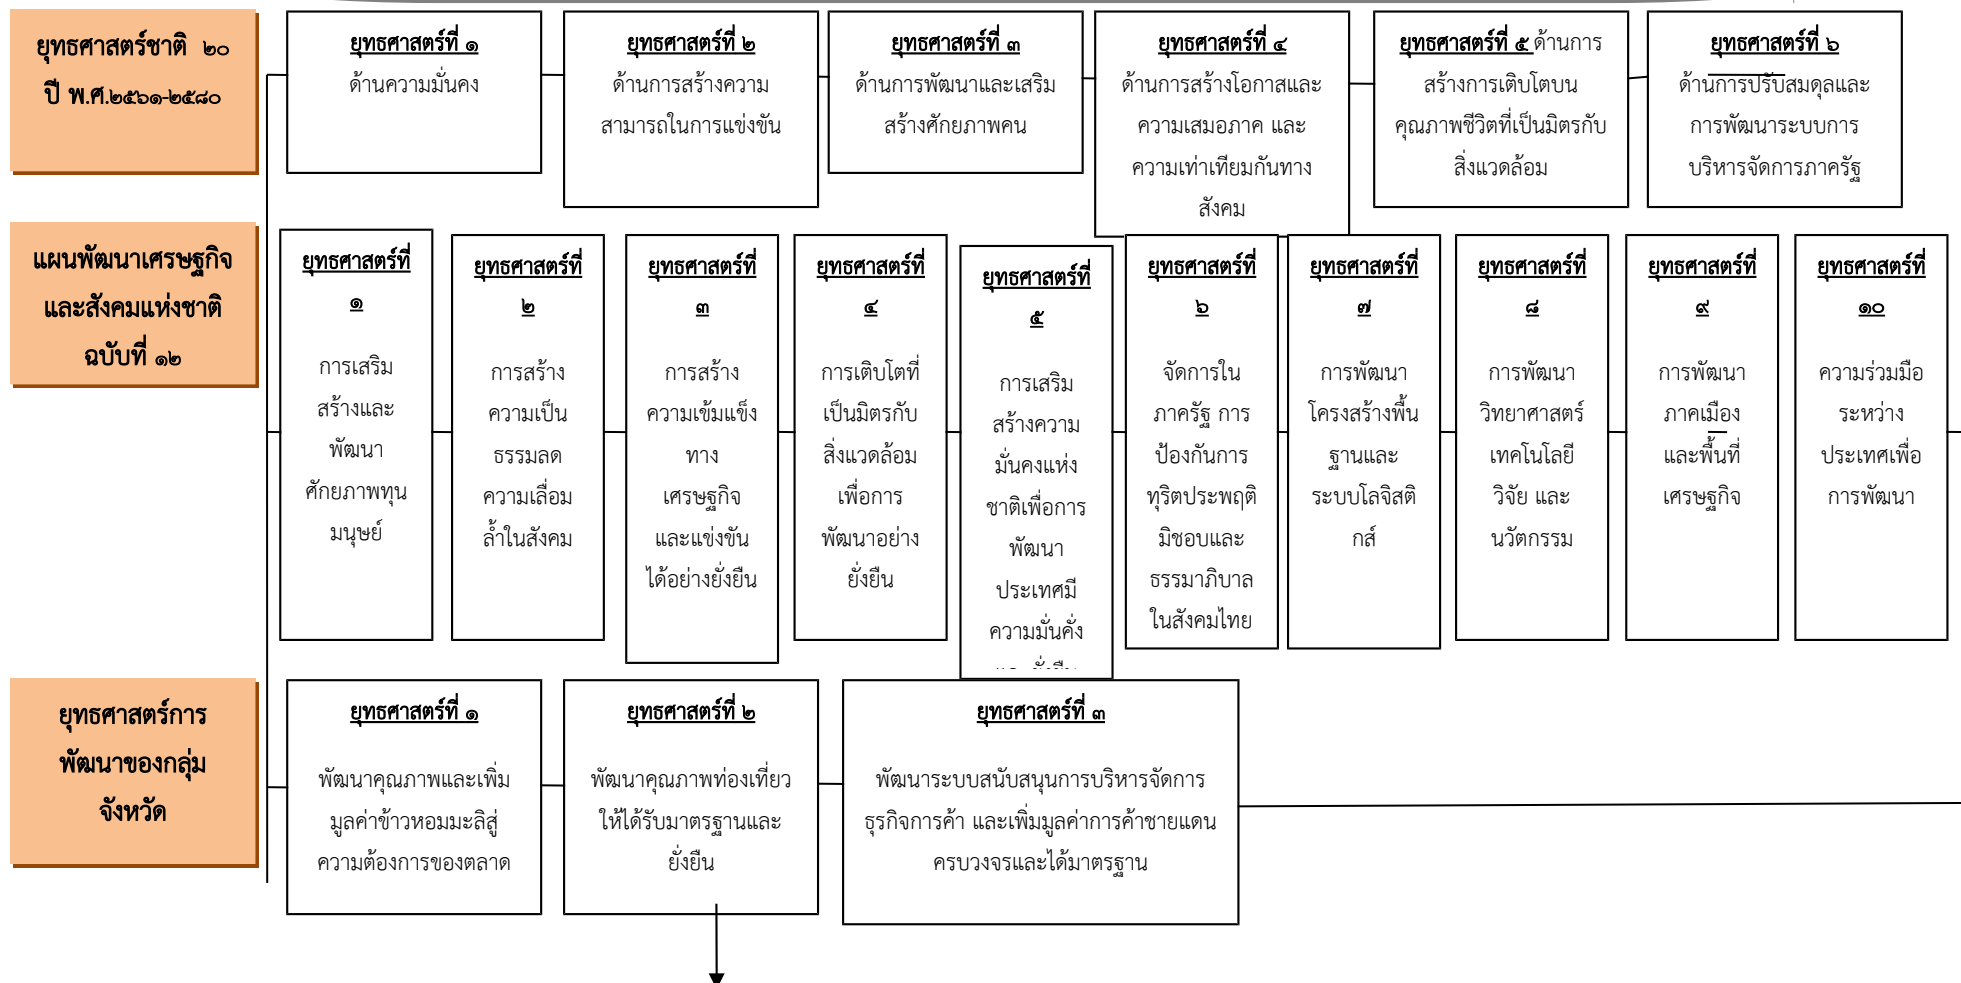 ยุทธศาสตร์ชาติ ๒๐
ปี พ.ศ.๒๕๖๑-๒๕๘๐
ยุทธศาสตร์ที่ ๑
ด้านความมั่นคง
ยุทธศาสตร์ที่ ๒
ด้านการสร้างความ
สามารถในการแข่งขัน
ยุทธศาสตร์ที่ ๓
ด้านการพัฒนาและเสริม
สร้างศักยภาพคน
ยุทธศาสตร์ที่ ๔
ด้านการสร้างโอกาสและ
ความเสมอภาค และ
ความเท่าเทียมกันทาง
สังคม
ยุทธศาสตร์ที่ ๕ ด้านการ
สร้างการเติบโตบน
คุณภาพชีวิตที่เป็นมิตรกับ
สิ่งแวดล้อม
ยุทธศาสตร์ที่ ๖
ด้านการปรับสมดุลและ
การพัฒนาระบบการ
บริหารจัดการภาครัฐ
แผนพัฒนาเศรษฐกิจ
และสังคมแห่งชาติ
ฉบับที่ ๑๒
ยุทธศาสตร์ที่
๑
การเสริม
สร้างและ
พัฒนา
ศักยภาพทุน
มนุษย์
ยุทธศาสตร์ที่
๒
การสร้าง
ความเป็น
ธรรมลด
ความเลื่อม
ล้ำในสังคม
ยุทธศาสตร์ที่
๓
การสร้าง
ความเข้มแข็ง
ทาง
เศรษฐกิจ
และแข่งขัน
ได้อย่างยั่งยืน
ยุทธศาสตร์ที่
๔
การเติบโตที่
เป็นมิตรกับ
สิ่งแวดล้อม
เพื่อการ
พัฒนาอย่าง
ยั่งยืน
ยุทธศาสตร์ที่
๕
การเสริม
สร้างความ
มั่นคงแห่ง
ชาติเพื่อการ
พัฒนา
ประเทศมี
ความมั่นคั่ง
ยุทธศาสตร์ที่
๖
จัดการใน
ภาครัฐ การ
ป้องกันการ
ทุริตประพฤติ
มิชอบและ
ธรรมาภิบาล
ในสังคมไทย
ยุทธศาสตร์ที่
๗
การพัฒนา
โครงสร้างพื้น
ฐานและ
ระบบโลจิสติ
กส์
ยุทธศาสตร์ที่
๘
การพัฒนา
วิทยาศาสตร์
เทคโนโลยี
วิจัย และ
นวัตกรรม
ยุทธศาสตร์ที่
๙
การพัฒนา
ภาคเมือง
และพื้นที่
เศรษฐกิจ
ยุทธศาสตร์ที่
๑๐
ความร่วมมือ
ระหว่าง
ประเทศเพื่อ
การพัฒนา
ยุทธศาสตร์การ
พัฒนาของกลุ่ม
จังหวัด
ยุทธศาสตร์ที่ ๑
พัฒนาคุณภาพและเพิ่ม
มูลค่าข้าวหอมมะลิสู่
ความต้องการของตลาด
ยุทธศาสตร์ที่ ๒
พัฒนาคุณภาพท่องเที่ยว
ให้ได้รับมาตรฐานและ
ยั่งยืน
ยุทธศาสตร์ที่ ๓
พัฒนาระบบสนับสนุนการบริหารจัดการ
ธุรกิจการค้า และเพิ่มมูลค่าการค้าชายแดน
ครบวงจรและได้มาตรฐาน